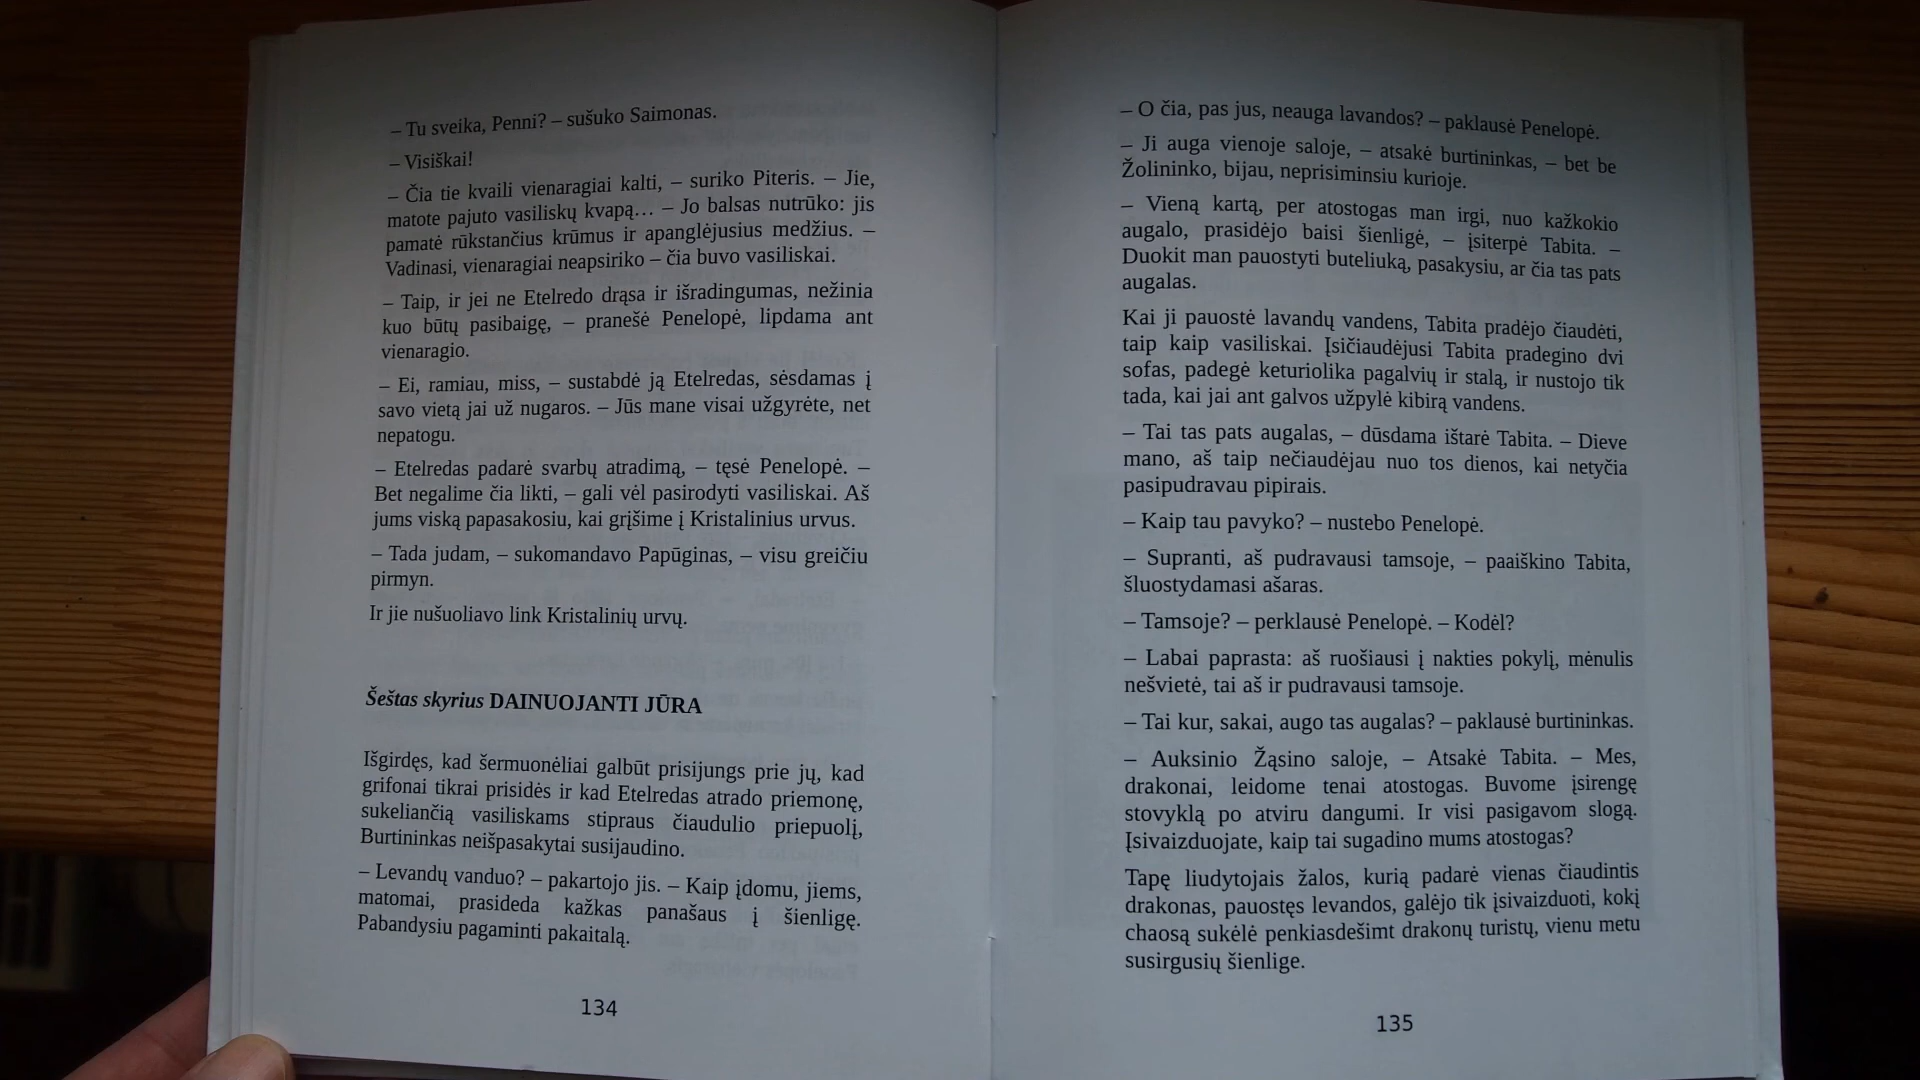 – Tu sveika, Penni? – sušuko Saimonas.
– Visiškai!
– Čia tie kvaili vienaragiai kalti, – suriko Piteris. – Jie,
matote pajuto vasiliskų kvapą… – Jo balsas nutrūko: jis
pamatė rūkstančius krūmus ir apanglėjusius medžius. –
Vadinasi, vienaragiai neapsiriko – čia buvo vasiliskai.
– Taip, ir jei ne Etelredo drąsa ir išradingumas, nežinia
kuo būtų pasibaigę, – pranešė Penelopė, lipdama ant
vienaragio.
– Ei, ramiau, miss, – sustabdė ją Etelredas, sėsdamas į
savo vietą jai už nugaros. – Jūs mane visai užgyrėte, net
nepatogu.
– Etelredas padarė svarbų atradimą, – tęsė Penelopė. –
Bet negalime čia likti, – gali vėl pasirodyti vasiliskai. Aš
jums viską papasakosiu, kai grįšime į Kristalinius urvus.
– Tada judam, – sukomandavo Papūginas, – visu greičiu
pirmyn.
Ir jie nušuoliavo link Kristalinių urvų.
Šeštas skyrius DAINUOJANTI JŪRA
Išgirdęs, kad šermuonėliai galbūt prisijungs prie jų, kad
grifonai tikrai prisidės ir kad Etelredas atrado priemonę,
sukeliančią vasiliskams stipraus čiaudulio priepuolį,
Burtininkas neišpasakytai susijaudino.
– Levandų vanduo? – pakartojo jis. – Kaip įdomu, jiems,
matomai, prasideda kažkas panašaus į šienligę.
Pabandysiu pagaminti pakaitalą.
134
– O čia, pas jus, neauga lavandos? – paklausė Penelopė.
– Ji auga vienoje saloje, – atsakė burtininkas, – bet be
Žolininko, bijau, neprisiminsiu kurioje.
– Vieną kartą, per atostogas man irgi, nuo kažkokio
augalo, prasidėjo baisi šienligė, – įsiterpė Tabita. –
Duokit man pauostyti buteliuką, pasakysiu, ar čia tas pats
augalas.
Kai ji pauostė lavandų vandens, Tabita pradėjo čiaudėti,
taip kaip vasiliskai. Įsičiaudėjusi Tabita pradegino dvi
sofas, padegė keturiolika pagalvių ir stalą, ir nustojo tik
tada, kai jai ant galvos užpylė kibirą vandens.
– Tai tas pats augalas, – dūsdama ištarė Tabita. – Dieve
mano, aš taip nečiaudėjau nuo tos dienos, kai netyčia
pasipudravau pipirais.
– Kaip tau pavyko? – nustebo Penelopė.
– Supranti, aš pudravausi tamsoje, – paaiškino Tabita,
šluostydamasi ašaras.
– Tamsoje? – perklausė Penelopė. – Kodėl?
– Labai paprasta: aš ruošiausi į nakties pokylį, mėnulis
nešvietė, tai aš ir pudravausi tamsoje.
– Tai kur, sakai, augo tas augalas? – paklausė burtininkas.
– Auksinio Žąsino saloje, – Atsakė Tabita. – Mes,
drakonai, leidome tenai atostogas. Buvome įsirengę
stovyklą po atviru dangumi. Ir visi pasigavom slogą.
Įsivaizduojate, kaip tai sugadino mums atostogas?
Tapę liudytojais žalos, kurią padarė vienas čiaudintis
drakonas, pauostęs levandos, galėjo tik įsivaizduoti, kokį
chaosą sukėlė penkiasdešimt drakonų turistų, vienu metu
susirgusių šienlige.
135